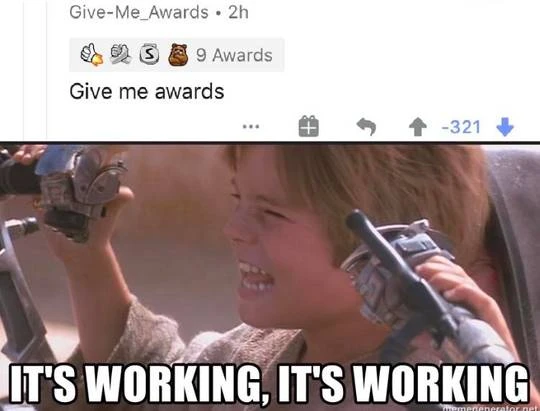 Give-Me_Awards • 2h
S 9 Awards
Give me awards
... -321
IT'S WORKING, IT'S WORKING
memegenerator.net